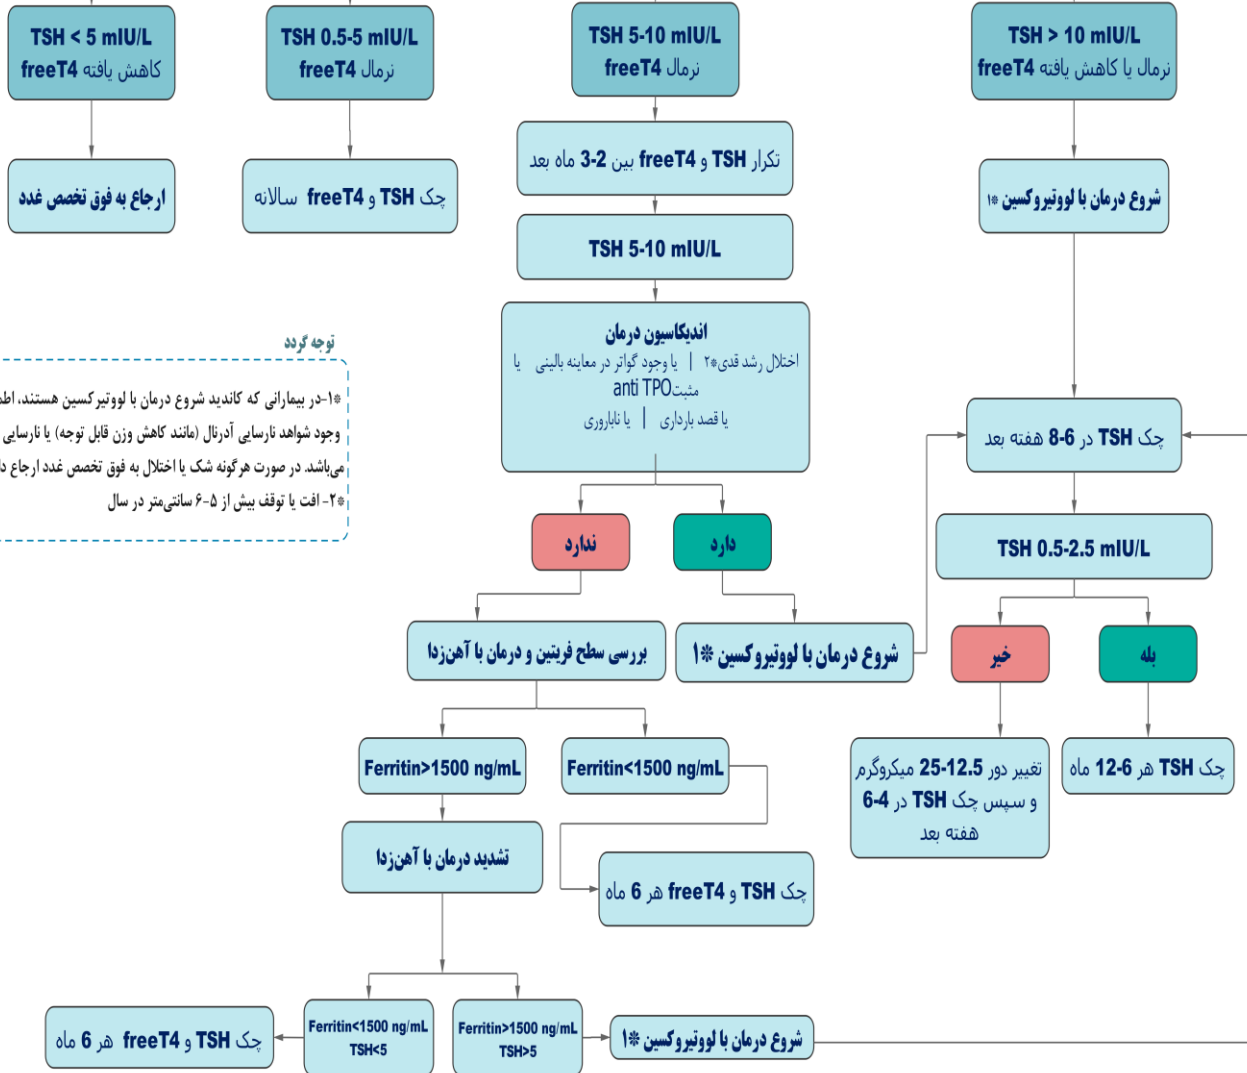 TSH < 5 mIU/L
کاهش یافته freeT4
TSH 0.5-5 mIU/L
نرمال freeT4
TSH 5-10 mIU/L
نرمال freeT4
TSH > 10 mIU/L
نرمال یا کاهش یافته freeT4
ارجاع به فوق تخصص غدد
چک TSH و freeT4 سالانه
تکرار TSH و freeT4 بین 2-3 ماه بعد
شروع درمان با لووتیروکسین *۱
TSH 5-10 mIU/L
اندیکاسیون درمان
اختلال رشد قدی*۲ | یا وجود گواتر در معاینه بالینی یا
مثبت anti TPO
یا قصد بارداری | یا ناباروری
توجه گردد
*۱-در بیمارانی که کاندید شروع درمان با لووتیرکسین هستند،
وجود شواهد نارسایی آدرنال (مانند کاهش وزن قابل توجه) یا نارسایی
می‌باشد. در صورت هرگونه شک یا اختلال به فوق تخصص غدد ارجاع
*۲- افت یا توقف بیش از ۵-۶ سانتی‌متر در سال
چک TSH در 6-8 هفته بعد
ندارد
دارد
TSH 0.5-2.5 mIU/L
بررسی سطح فریتین و درمان با آهن‌زدا
شروع درمان با لووتیروکسین *۱
خیر
بله
Ferritin>1500 ng/mL
Ferritin<1500 ng/mL
تغییر دور 12.5-25 میکروگرم
و سپس چک TSH در 4-6
هفته بعد
چک TSH هر 6-12 ماه
تشدید درمان با آهن‌زدا
چک TSH و freeT4 هر 6 ماه
چک TSH و freeT4 هر 6 ماه
Ferritin<1500 ng/mL
TSH<5
Ferritin>1500 ng/mL
TSH>5
شروع درمان با لووتیروکسین *۱